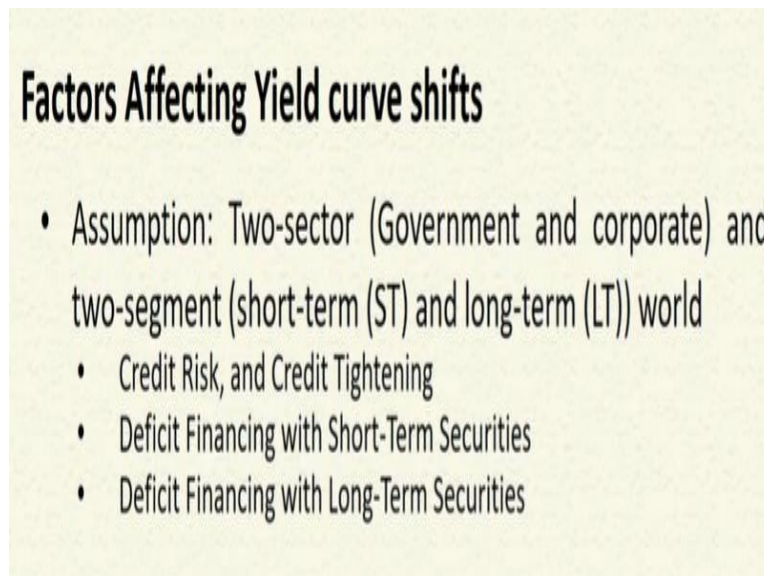 Factors Affecting Yield curve shifts
• Assumption: Two-sector (Government and corporate) and
two-segment (short-term (ST) and long-term (LT)) world
• Credit Risk, and Credit Tightening
• Deficit Financing with Short-Term Securities
• Deficit Financing with Long-Term Securities